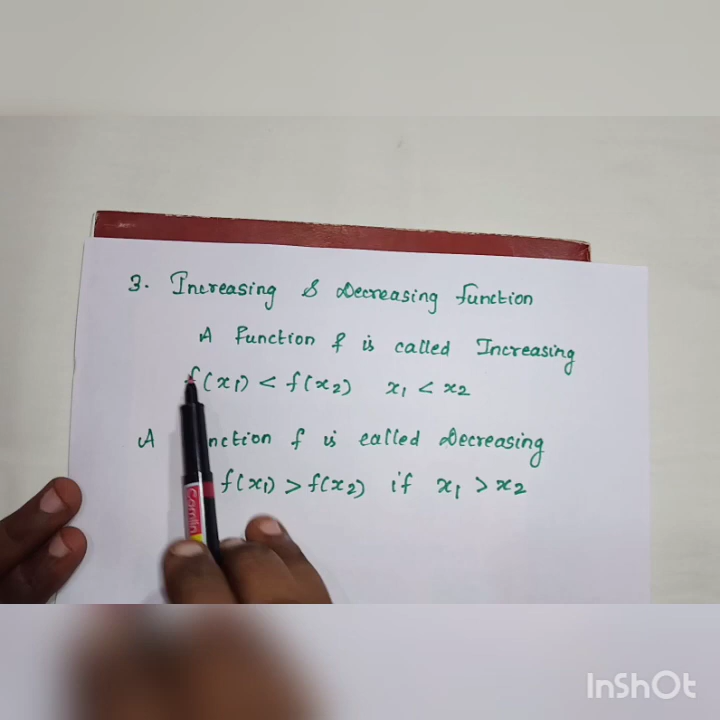 3. Increasing & Decreasing function
A function f is called Increasing
f(x1) < f(x2) x1 < x2
A nction f is called Decreasing
f(x1) > f(x2) if x1 > x2
Camlin
InShOt